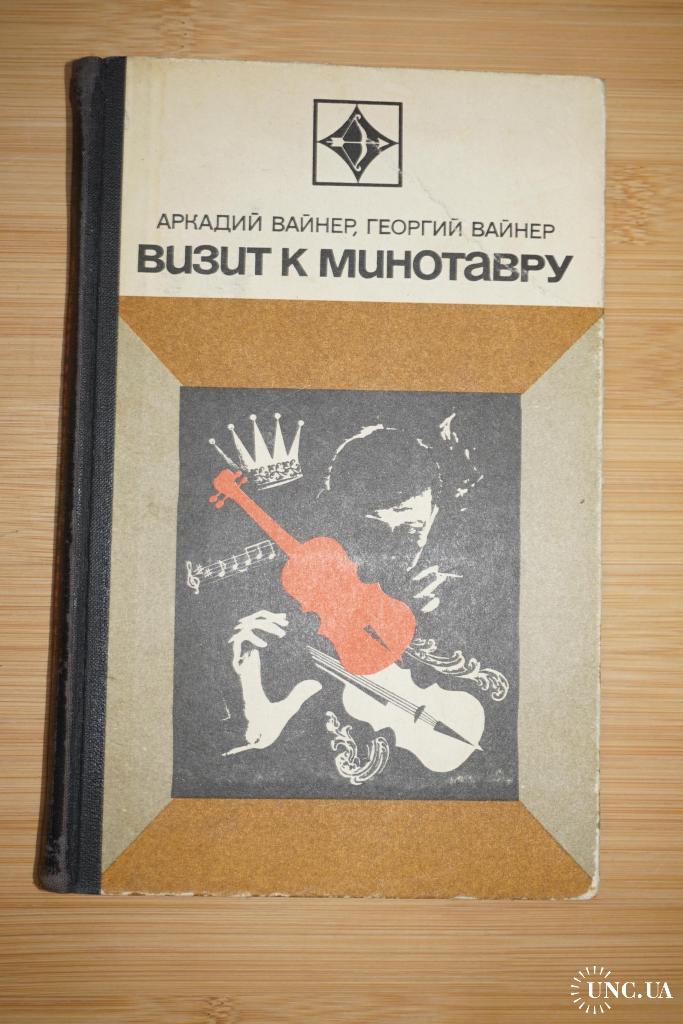 АРКАДИЙ ВАЙНЕР, ГЕОРГИЙ ВАЙНЕР
ВИЗИТ К МИНОТАВРУ
UNC.UA